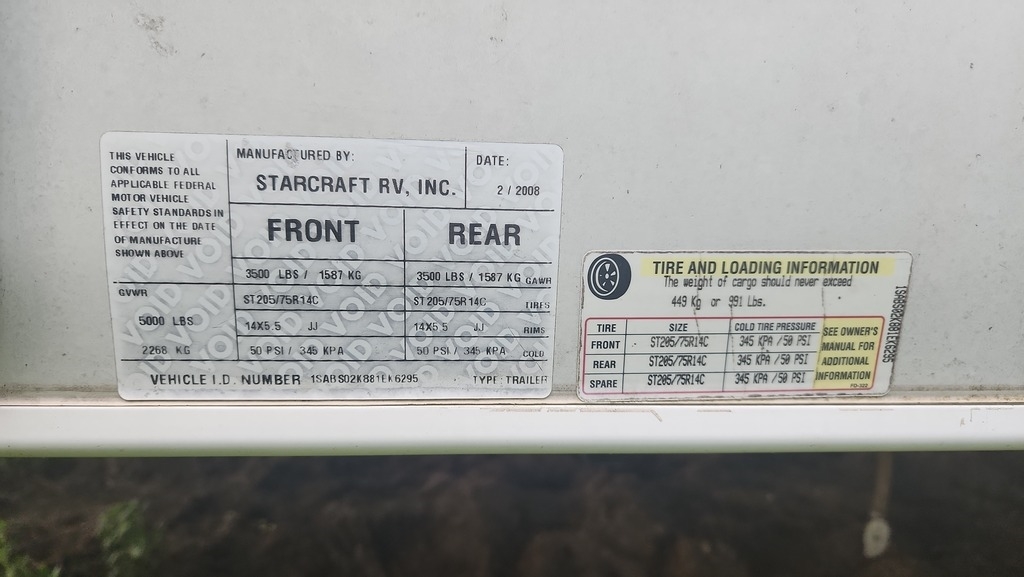 THIS VEHICLE
CONFORMS TO ALL
APPLICABLE FEDERAL
MOTOR VEHICLE
SAFETY STANDARDS IN
EFFECT ON THE DATE
OF MANUFACTURE
SHOWN ABOVE
MANUFACTURED BY:
STARCRAFT RV, INC.
DATE:
2 / 2008
FRONT REAR
3500 LBS / 1587 KG 3500 LBS / 1587 KG GAWR
GVWR
ST205/75R14C ST205/75R14C TIRES
5000 LBS
14X5.5 JJ 14X5.5 JJ RIMS
2268 KG 50 PSI / 345 KPA 50 PSI / 345 KPA COLD
VEHICLE I.D. NUMBER TYPE: TRAILER
TIRE AND LOADING INFORMATION
The weight of cargo should never exceed
449 Kg or 991 Lbs.
TIRE SIZE COLD TIRE PRESSURE
FRONT ST205/75R14C 345 KPA /50 PSI
REAR ST205/75R14C 345 KPA /50 PSI
SPARE ST205/75R14C 345 KPA /50 PSI
SEE OWNER'S
MANUAL FOR
ADDITIONAL
INFORMATION
FD-322